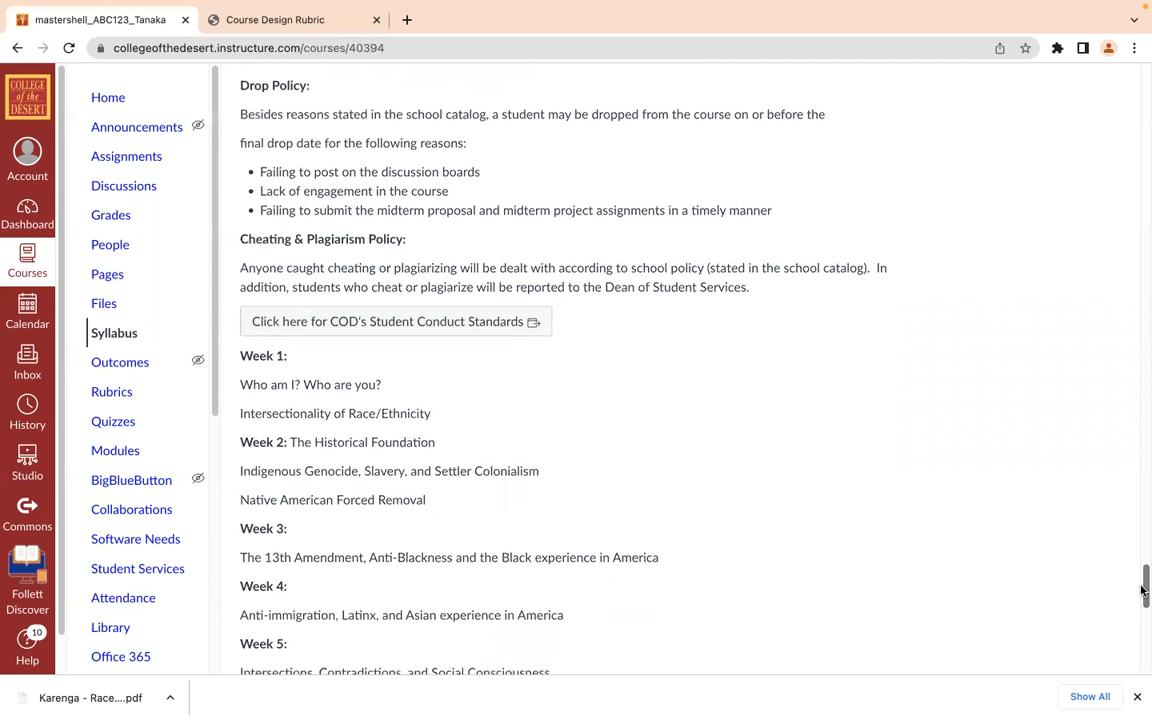 mastershell_ABC123_Tanaka
Course Design Rubric
collegeofthedesert.instructure.com/courses/40394
COLLEGE
of the
DESERT
Account
Dashboard
Courses
Calendar
Inbox
History
Studio
Commons
Follett
Discover
10
Help
Home
Announcements
Assignments
Discussions
Grades
People
Pages
Files
Syllabus
Outcomes
Rubrics
Quizzes
Modules
BigBlueButton
Collaborations
Software Needs
Student Services
Attendance
Library
Office 365
Drop Policy:
Besides reasons stated in the school catalog, a student may be dropped from the course on or before the
final drop date for the following reasons:
• Failing to post on the discussion boards
• Lack of engagement in the course
• Failing to submit the midterm proposal and midterm project assignments in a timely manner
Cheating & Plagiarism Policy:
Anyone caught cheating or plagiarizing will be dealt with according to school policy (stated in the school catalog). In
addition, students who cheat or plagiarize will be reported to the Dean of Student Services.
Click here for COD's Student Conduct Standards
Week 1:
Who am I? Who are you?
Intersectionality of Race/Ethnicity
Week 2: The Historical Foundation
Indigenous Genocide, Slavery, and Settler Colonialism
Native American Forced Removal
Week 3:
The 13th Amendment, Anti-Blackness and the Black experience in America
Week 4:
Anti-immigration, Latinx, and Asian experience in America
Week 5:
Intersections, Contradictions, and Social Consciousness
Karenga - Race....pdf
Show All